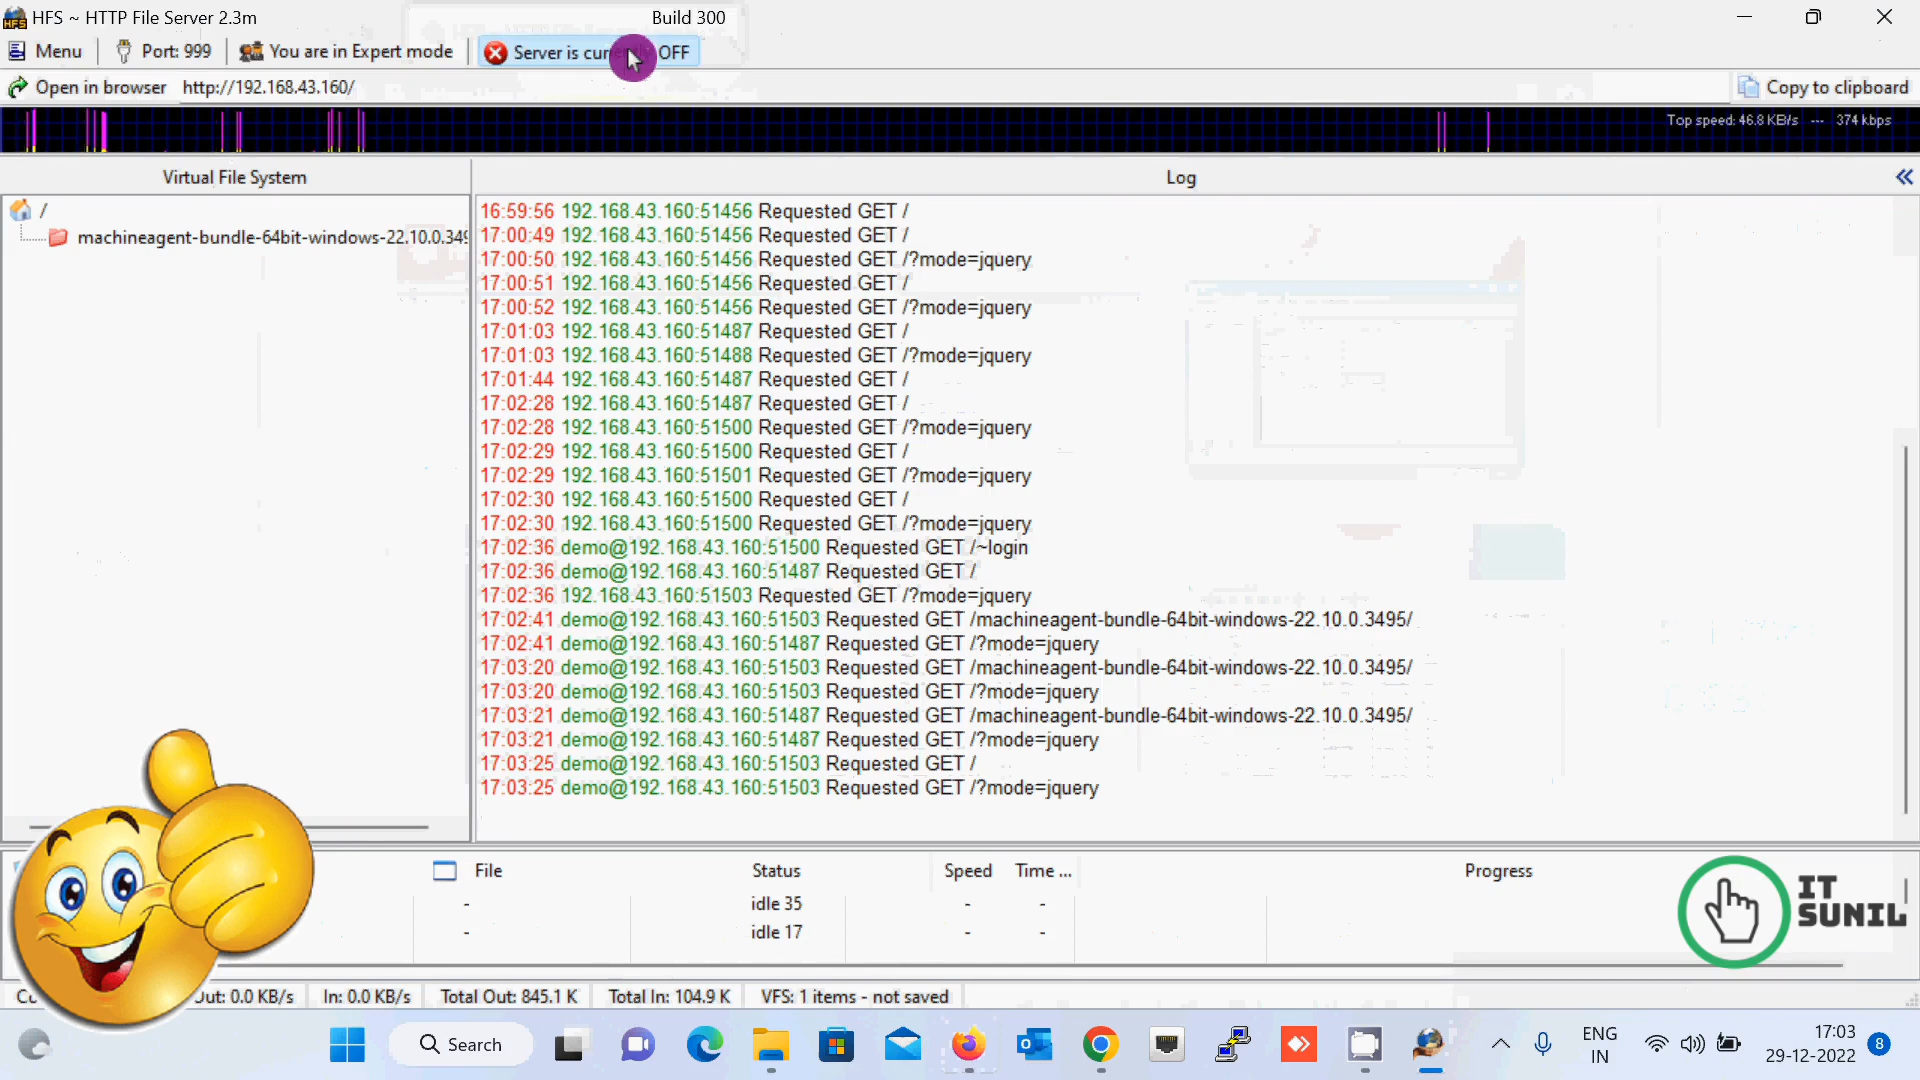 HFS ~ HTTP File Server 2.3m
Build 300
Menu
Port: 999
You are in Expert mode
Server is OFF
Open in browser
http://192.168.43.160/
Copy to clipboard
Top speed: 46.8 KB/s --- 374 kbps
Virtual File System
Log
/
machineagent-bundle-64bit-windows-22.10.0.349
16:59:56 192.168.43.160:51456 Requested GET /
17:00:49 192.168.43.160:51456 Requested GET /
17:00:50 192.168.43.160:51456 Requested GET /?mode=jquery
17:00:51 192.168.43.160:51456 Requested GET /
17:00:52 192.168.43.160:51456 Requested GET /?mode=jquery
17:01:03 192.168.43.160:51487 Requested GET /
17:01:03 192.168.43.160:51488 Requested GET /?mode=jquery
17:01:44 192.168.43.160:51487 Requested GET /
17:02:28 192.168.43.160:51487 Requested GET /
17:02:28 192.168.43.160:51500 Requested GET /?mode=jquery
17:02:29 192.168.43.160:51500 Requested GET /
17:02:29 192.168.43.160:51501 Requested GET /?mode=jquery
17:02:30 192.168.43.160:51500 Requested GET /
17:02:30 192.168.43.160:51500 Requested GET /?mode=jquery
17:02:36 demo@192.168.43.160:51500 Requested GET /~login
17:02:36 demo@192.168.43.160:51487 Requested GET /
17:02:36 192.168.43.160:51503 Requested GET /?mode=jquery
17:02:41 demo@192.168.43.160:51503 Requested GET /machineagent-bundle-64bit-windows-22.10.0.3495/
17:02:41 demo@192.168.43.160:51487 Requested GET /?mode=jquery
17:03:20 demo@192.168.43.160:51503 Requested GET /machineagent-bundle-64bit-windows-22.10.0.3495/
17:03:20 demo@192.168.43.160:51503 Requested GET /?mode=jquery
17:03:21 demo@192.168.43.160:51487 Requested GET /machineagent-bundle-64bit-windows-22.10.0.3495/
17:03:21 demo@192.168.43.160:51487 Requested GET /?mode=jquery
17:03:25 demo@192.168.43.160:51503 Requested GET /
17:03:25 demo@192.168.43.160:51503 Requested GET /?mode=jquery
File Status Speed Time ... Progress
- idle 35 - -
- idle 17 - -
IT
SUNIL
Out: 0.0 KB/s
In: 0.0 KB/s
Total Out: 845.1 K
Total In: 104.9 K
VFS: 1 items - not saved
Search
ENG
IN
17:03
29-12-2022
8